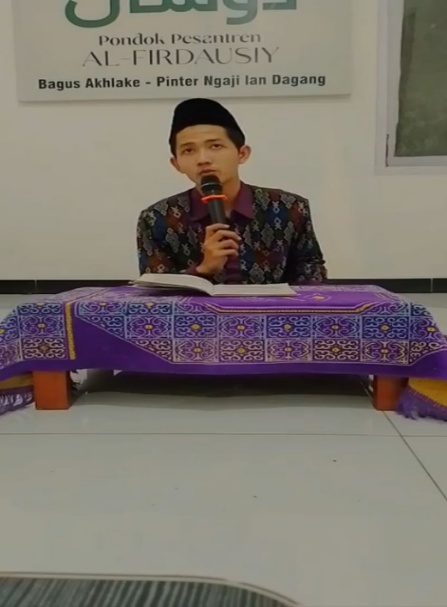 Pondok Pesantren
AL-FIRDAUSIY
Bagus Akhlake - Pinter Ngaji lan Dagang